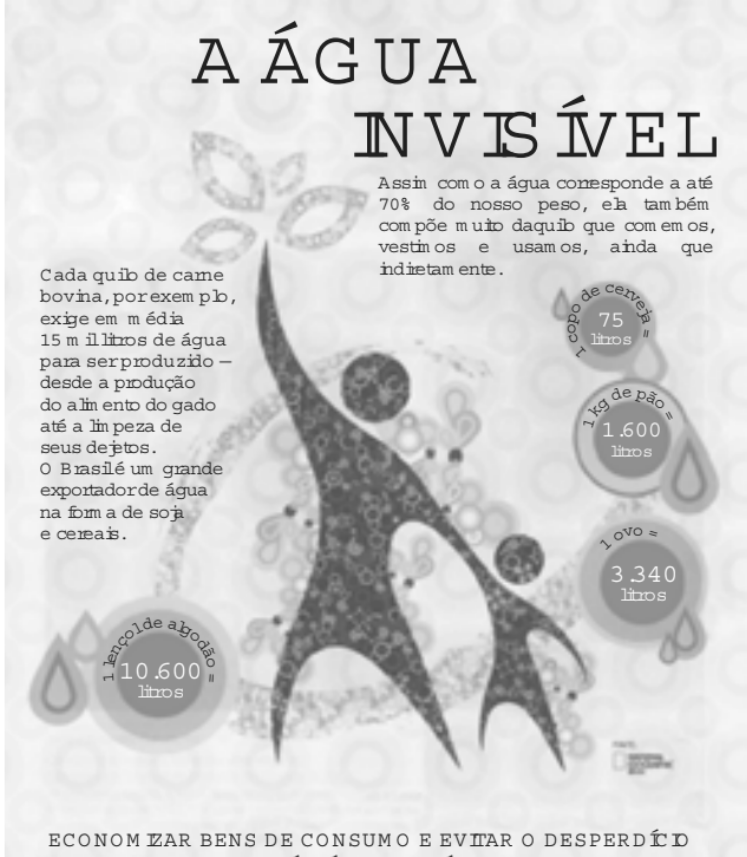 A ÁGUA
INVISÍVEL
Assim como a água corresponde a até
70% do nosso peso, ela também
compõe muito daquilo que comemos,
vestimos e usamos, ainda que
indiretamente.
Cada quilo de carne
bovina, por exemplo,
exige em média
15 mil litros de água
para ser produzido —
desde a produção
do alimento do gado
até a limpeza de
seus dejetos.
O Brasil é um grande
exportador de água
na forma de soja
e cereais.
1 copo de cerveja =
75
litros
1 kg de pão =
1.600
litros
1 ovo =
3.340
litros
1 lençol de algodão =
10.600
litros
ECONOMIZAR BENS DE CONSUMO E EVITAR O DESPERDÍCIO